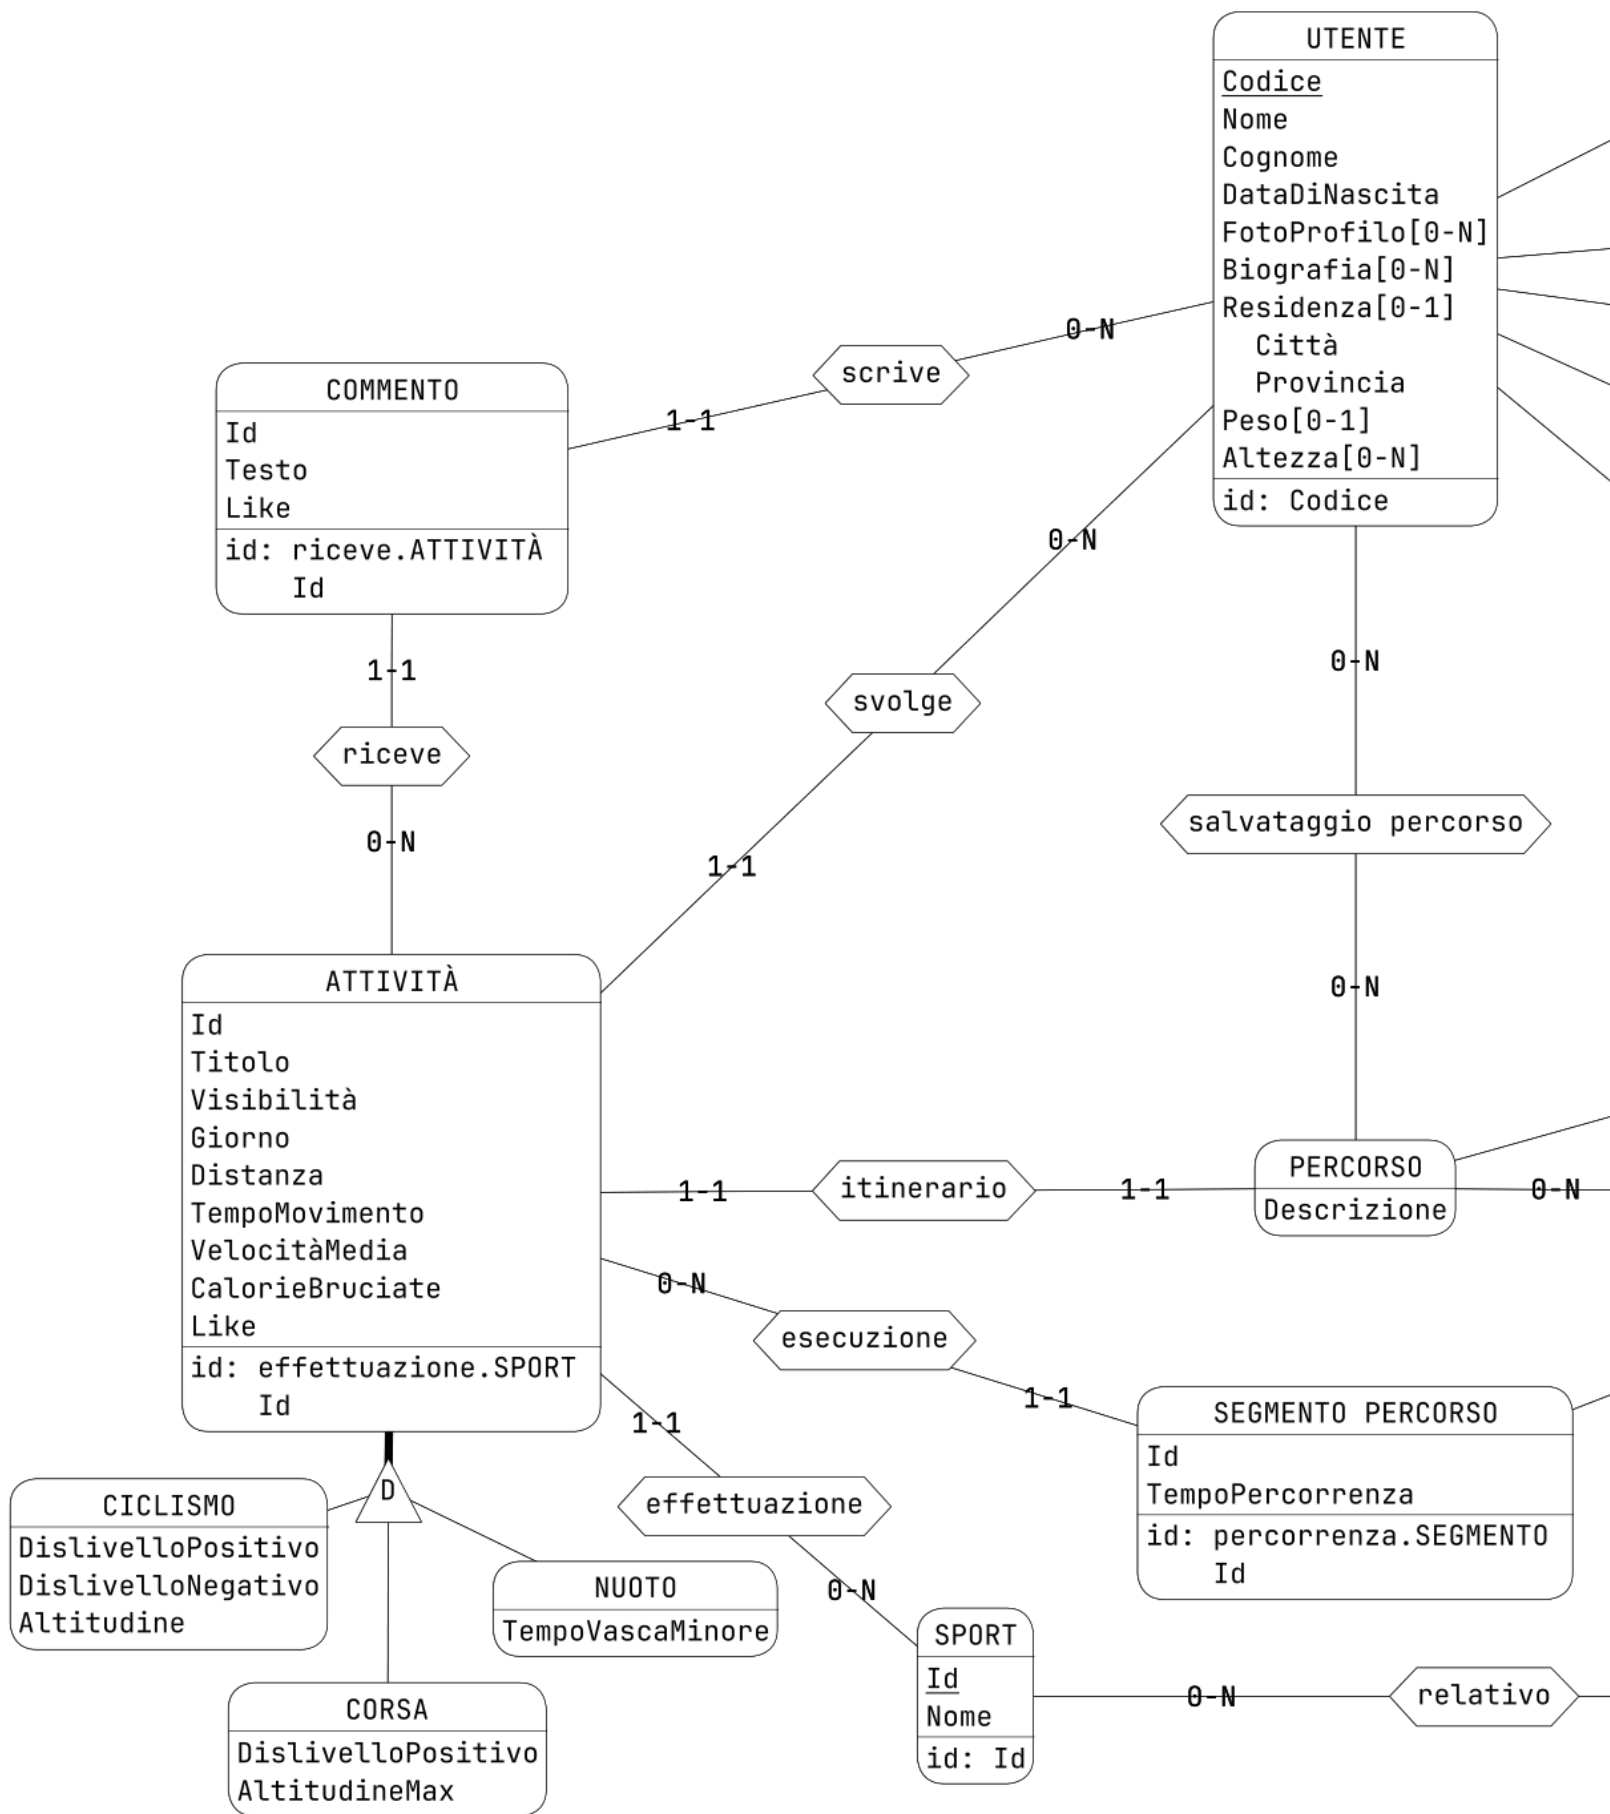 UTENTE
Codice
Nome
Cognome
DataDiNascita
FotoProfilo[0-N]
Biografia[0-N]
Residenza[0-1]
Città
Provincia
Peso[0-1]
Altezza[0-N]
id: Codice
0-N
scrive
1-1
COMMENTO
Id
Testo
Like
id: riceve.ATTIVITÀ
Id
0-N
svolge
1-1
1-1
riceve
0-N
0-N
salvataggio percorso
0-N
ATTIVITÀ
Id
Titolo
Visibilità
Giorno
Distanza
TempoMovimento
VelocitàMedia
CalorieBruciate
Like
id: effettuazione.SPORT
Id
1-1
itinerario
1-1
PERCORSO
Descrizione
0-N
0-N
esecuzione
1-1
SEGMENTO PERCORSO
Id
TempoPercorrenza
id: percorrenza.SEGMENTO
Id
1-1
effettuazione
0-N
D
CICLISMO
DislivelloPositivo
DislivelloNegativo
Altitudine
NUOTO
TempoVascaMinore
CORSA
DislivelloPositivo
AltitudineMax
SPORT
Id
Nome
id: Id
0-N
relativo